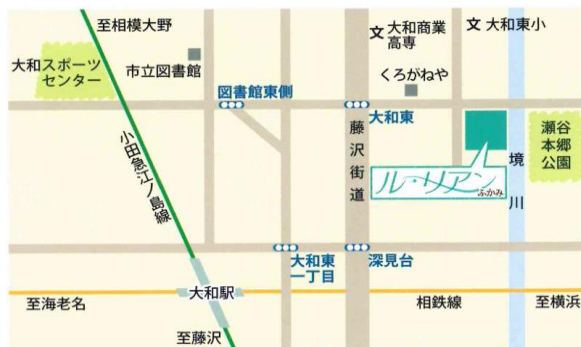 至相模大野
文 大和商業
高専
文 大和東小
大和スポーツ
センター
市立図書館
くろがねや
図書館東側
大和東
小田急江ノ島線
藤沢街道
ル・リアン
ふかみ
境川
瀬谷
本郷
公園
大和東
一丁目
深見台
大和駅
至海老名
相鉄線
至横浜
至藤沢